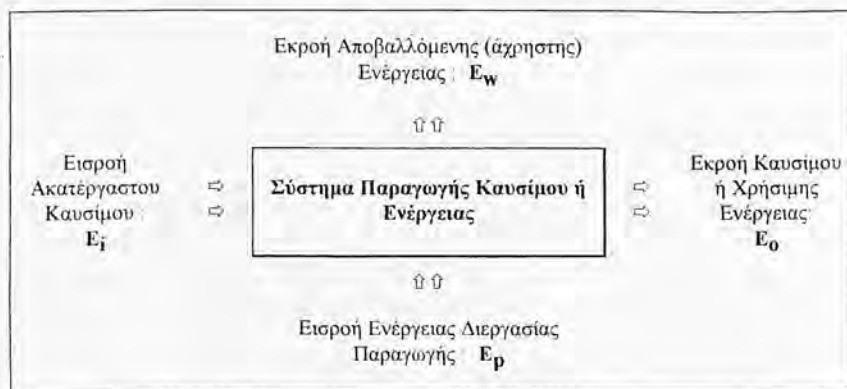 Εκροή Αποβαλλόμενης (άχρηστης)
Ενέργειας : Ew
⇧⇧
Εισροή
Ακατέργαστου
Καυσίμου :
Ei
⇨
⇨
Σύστημα Παραγωγής Καυσίμου ή
Ενέργειας
⇨
⇨
Εκροή Καυσίμου
ή Χρήσιμης
Ενέργειας:
Eo
⇧⇧
Εισροή Ενέργειας Διεργασίας
Παραγωγής : Ep